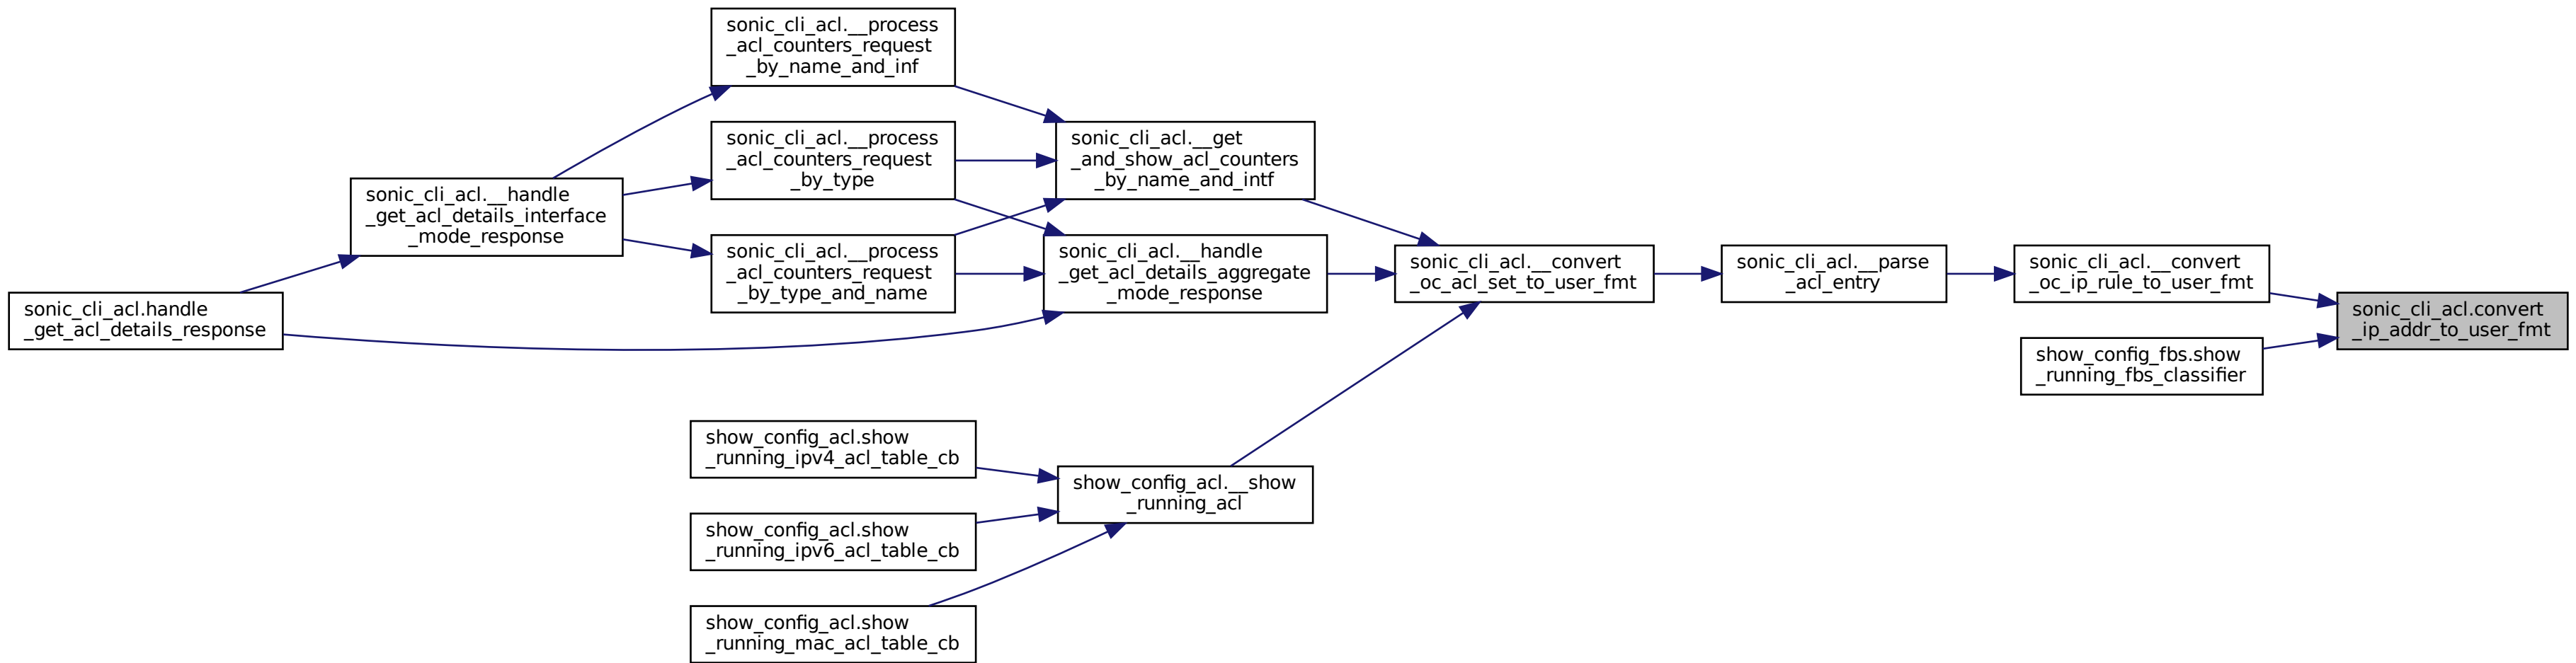 sonic_cli_acl.__process
_acl_counters_request
_by_name_and_inf
sonic_cli_acl.__process
_acl_counters_request
_by_type
sonic_cli_acl.__get
_and_show_acl_counters
_by_name_and_intf
sonic_cli_acl.__handle
_get_acl_details_interface
_mode_response
sonic_cli_acl.__process
_acl_counters_request
_by_type_and_name
sonic_cli_acl.__handle
_get_acl_details_aggregate
_mode_response
sonic_cli_acl.__convert
_oc_acl_set_to_user_fmt
sonic_cli_acl.__parse
_acl_entry
sonic_cli_acl.__convert
_oc_ip_rule_to_user_fmt
sonic_cli_acl.handle
_get_acl_details_response
sonic_cli_acl.convert
_ip_addr_to_user_fmt
show_config_fbs.show
_running_fbs_classifier
show_config_acl.show
_running_ipv4_acl_table_cb
show_config_acl.__show
_running_acl
show_config_acl.show
_running_ipv6_acl_table_cb
show_config_acl.show
_running_mac_acl_table_cb